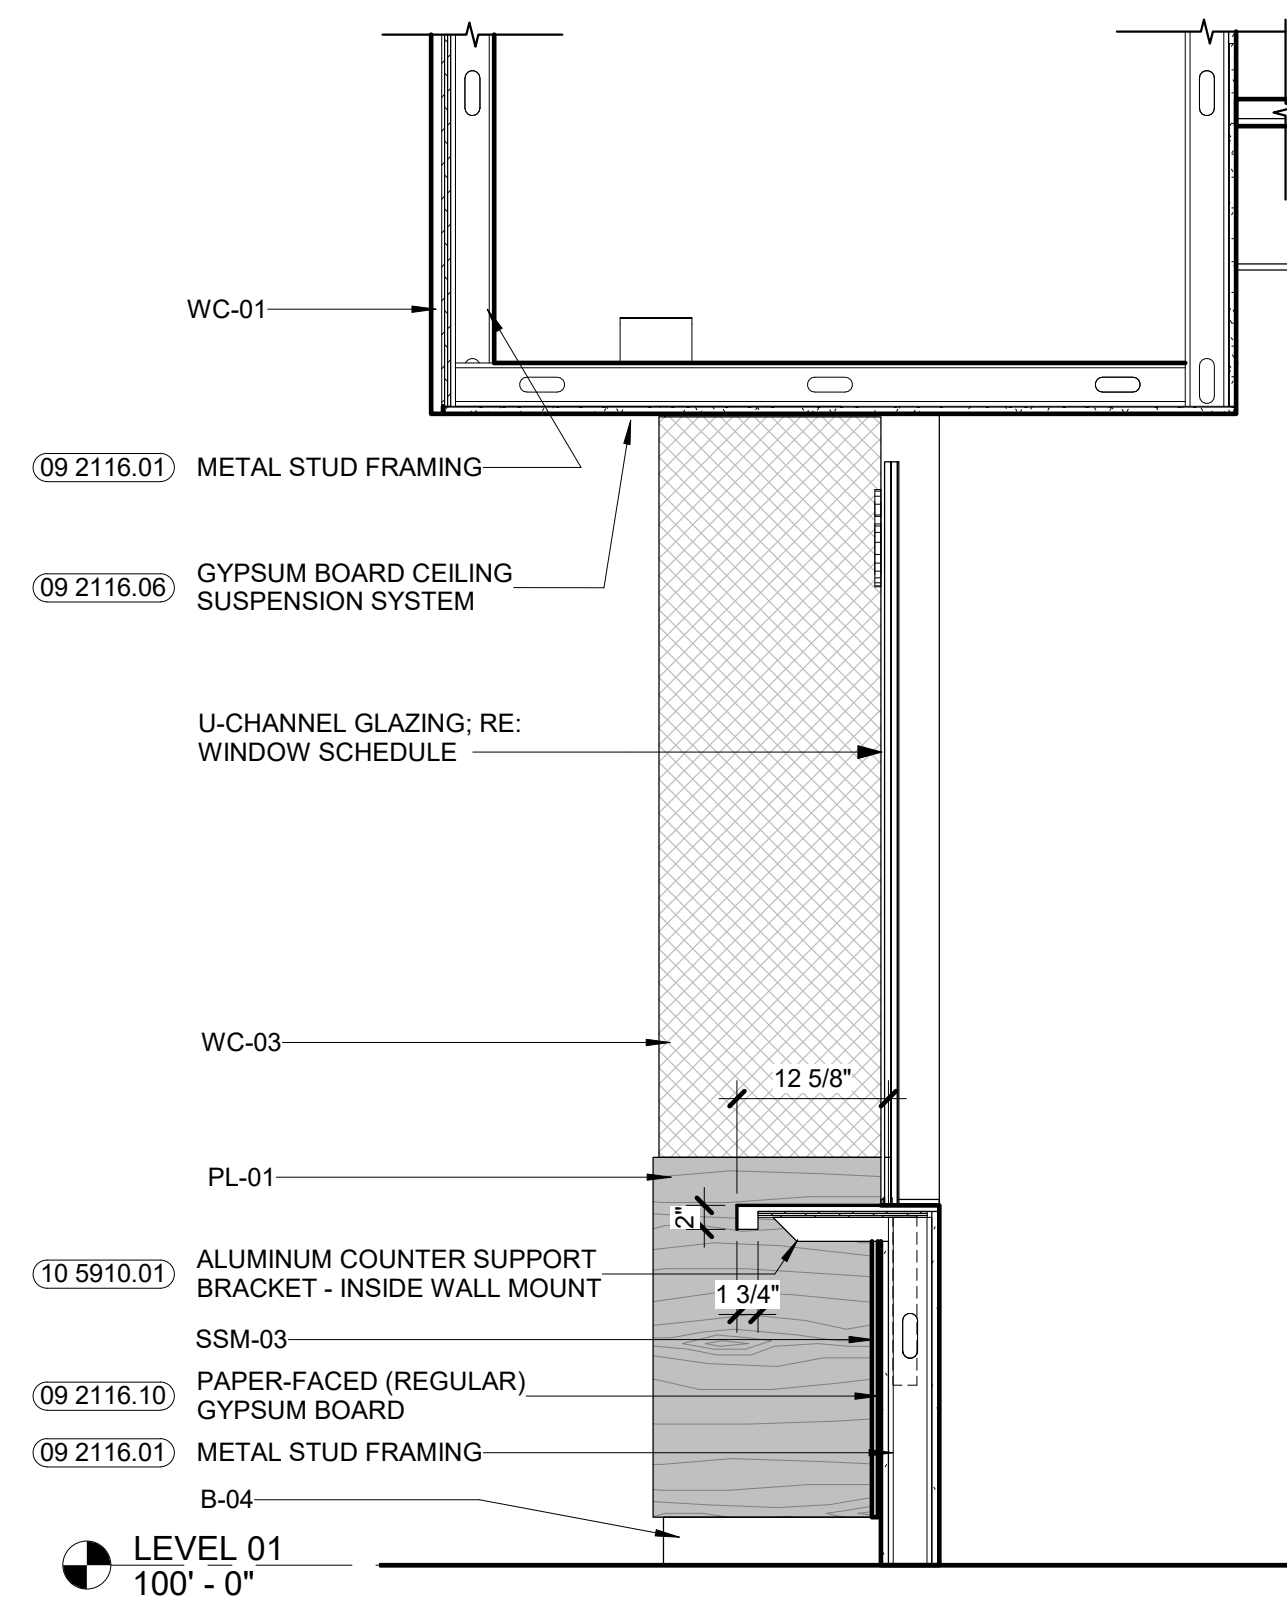 WC-01
09 2116.01 METAL STUD FRAMING
09 2116.06 GYPSUM BOARD CEILING
SUSPENSION SYSTEM
U-CHANNEL GLAZING; RE:
WINDOW SCHEDULE
WC-03
12 5/8"
PL-01
2"
10 5910.01 ALUMINUM COUNTER SUPPORT
BRACKET - INSIDE WALL MOUNT
1 3/4"
SSM-03
09 2116.10 PAPER-FACED (REGULAR)
GYPSUM BOARD
09 2116.01 METAL STUD FRAMING
B-04
LEVEL 01
100' - 0"